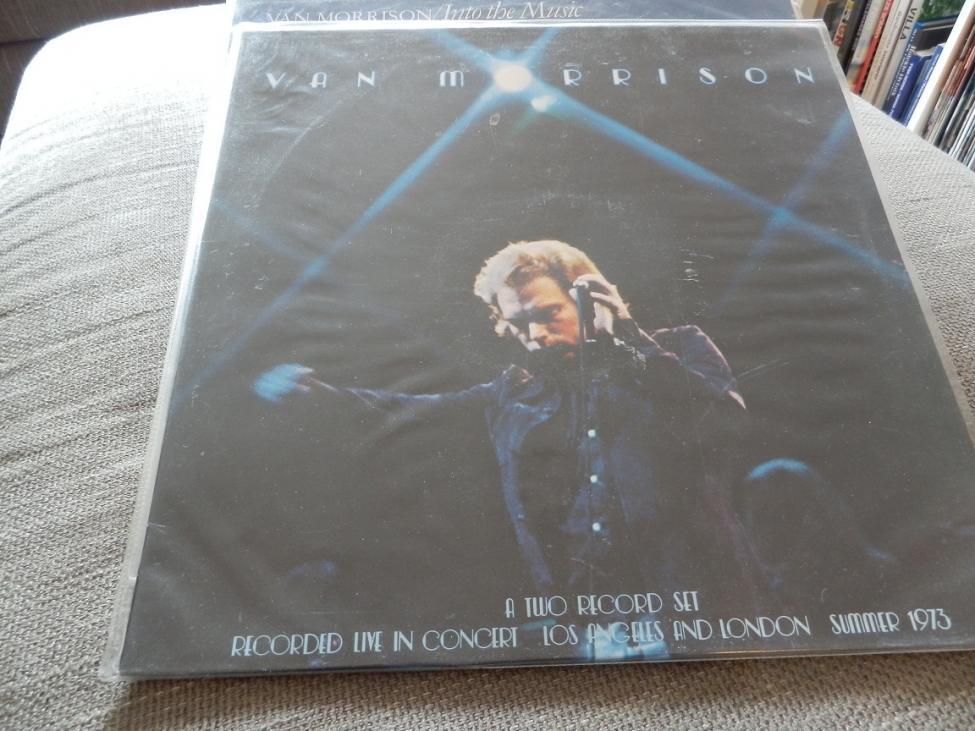 VAN MORRISON/Into the Music
VAN MORRISON
A TWO RECORD SET
RECORDED LIVE IN CONCERT LOS ANGELES AND LONDON SUMMER 1973
VILLA